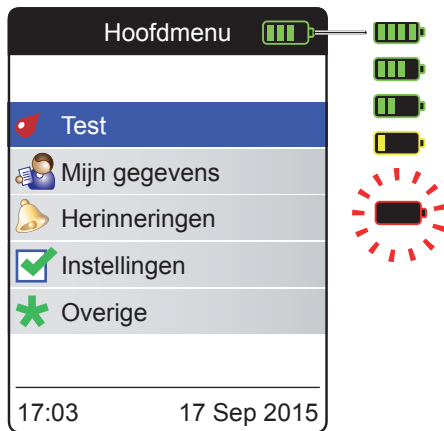 Hoofdmenu
Test
Mijn gegevens
Herinneringen
Instellingen
Overige
17:03 17 Sep 2015